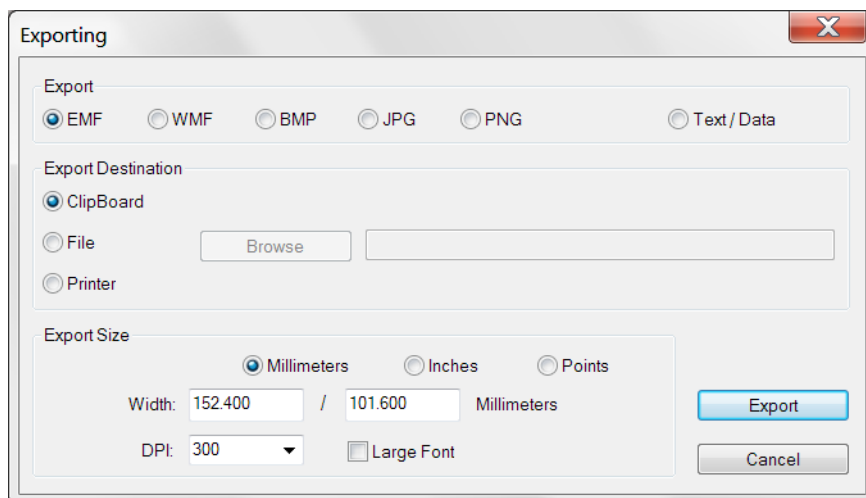 Exporting
Export
EMF WMF BMP JPG PNG Text / Data
Export Destination
ClipBoard
File Browse
Printer
Export Size
Millimeters Inches Points
Width: 152.400 / 101.600 Millimeters Export
DPI: 300 Large Font Cancel